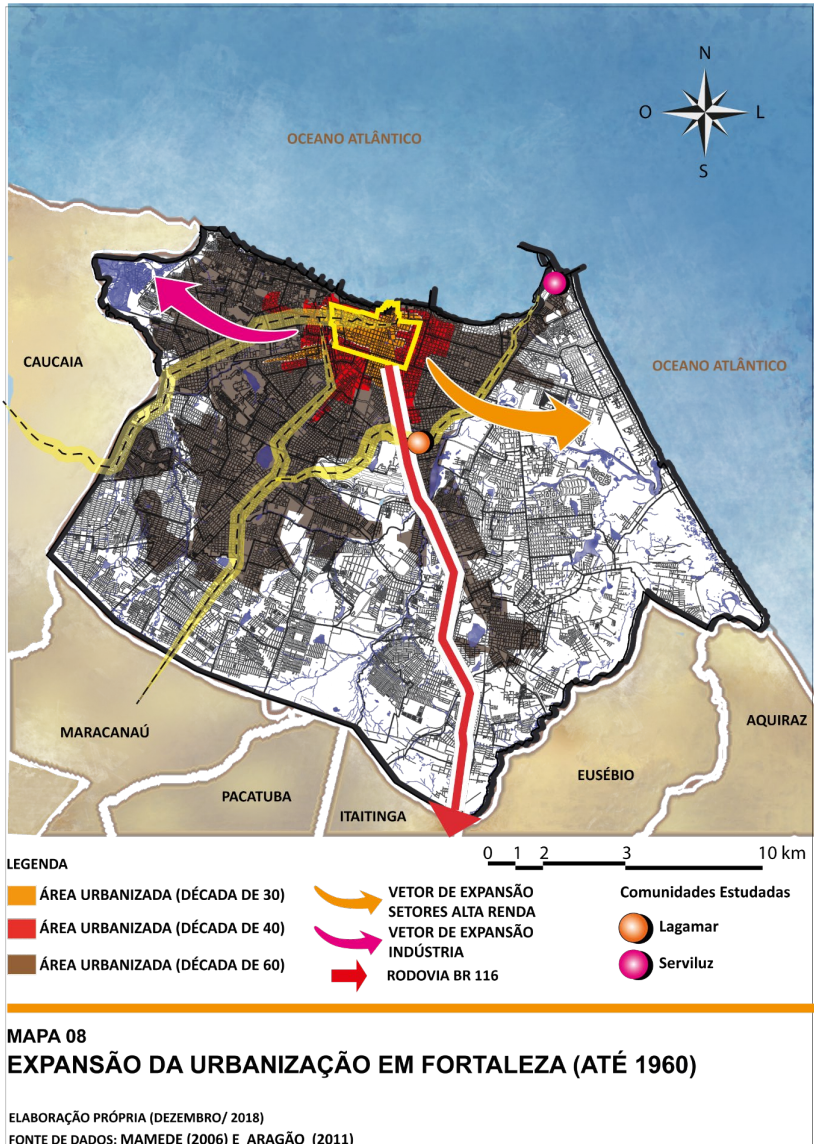 N
O L
S
OCEANO ATLÂNTICO
OCEANO ATLÂNTICO
CAUCAIA
MARACANAÚ
PACATUBA
ITAITINGA
EUSÉBIO
AQUIRAZ
0 1 2 3 10 km
LEGENDA
ÁREA URBANIZADA (DÉCADA DE 30)
ÁREA URBANIZADA (DÉCADA DE 40)
ÁREA URBANIZADA (DÉCADA DE 60)
VETOR DE EXPANSÃO
SETORES ALTA RENDA
VETOR DE EXPANSÃO
INDÚSTRIA
RODOVIA BR 116
Comunidades Estudadas
Lagamar
Serviluz
MAPA 08
EXPANSÃO DA URBANIZAÇÃO EM FORTALEZA (ATÉ 1960)
ELABORAÇÃO PRÓPRIA (DEZEMBRO/ 2018)
FONTE DE DADOS: MAMEDE (2006) E ARAGÃO (2011)